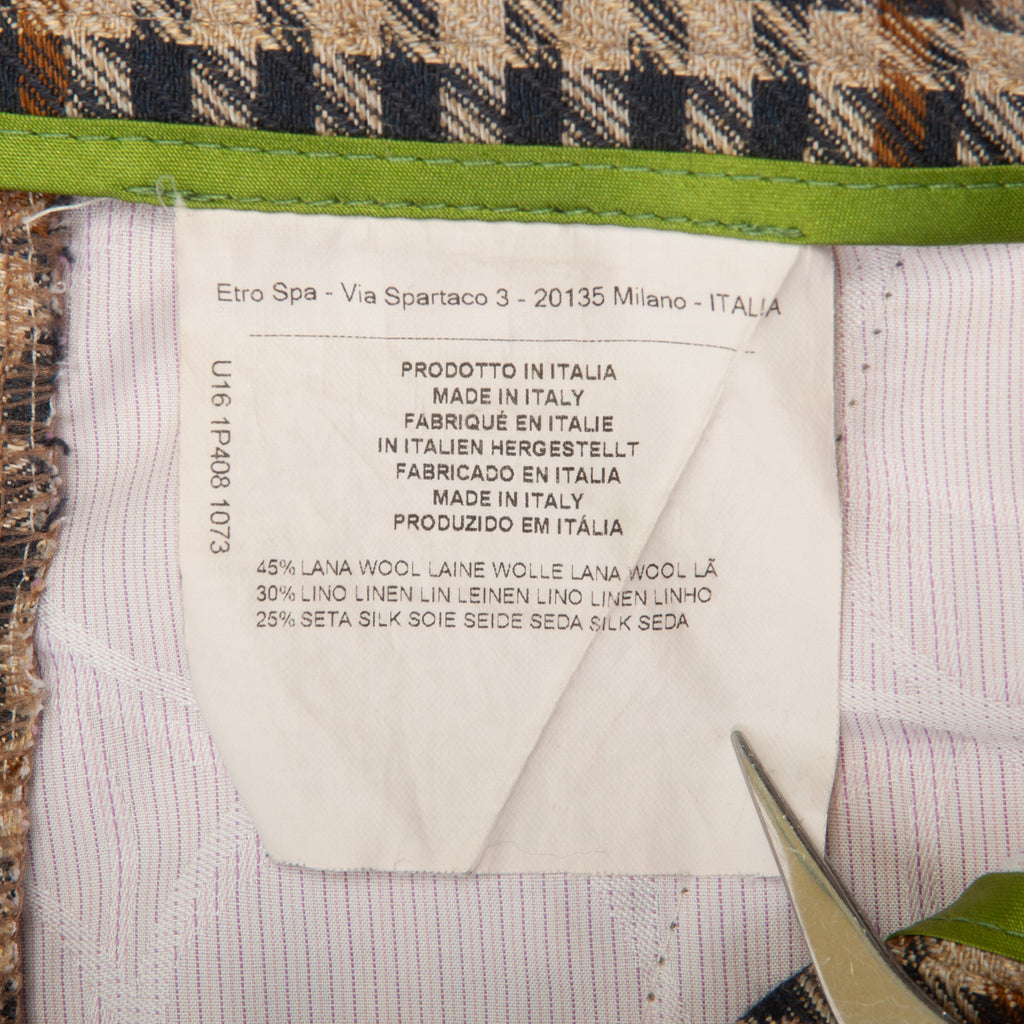 Etro Spa - Via Spartaco 3 - 20135 Milano - ITALIA
U16 1P408 1073
PRODOTTO IN ITALIA
MADE IN ITALY
FABRIQUÉ EN ITALIE
IN ITALIEN HERGESTELLT
FABRICADO EN ITALIA
MADE IN ITALY
PRODUZIDO EM ITÁLIA
45% LANA WOOL LAINE WOLLE LANA WOOL LÃ
30% LINO LINEN LIN LEINEN LINO LINEN LINHO
25% SETA SILK SOIE SEIDE SEDA SILK SEDA